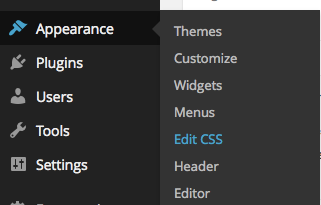 Appearance
Plugins
Users
Tools
Settings
Themes
Customize
Widgets
Menus
Edit CSS
Header
Editor